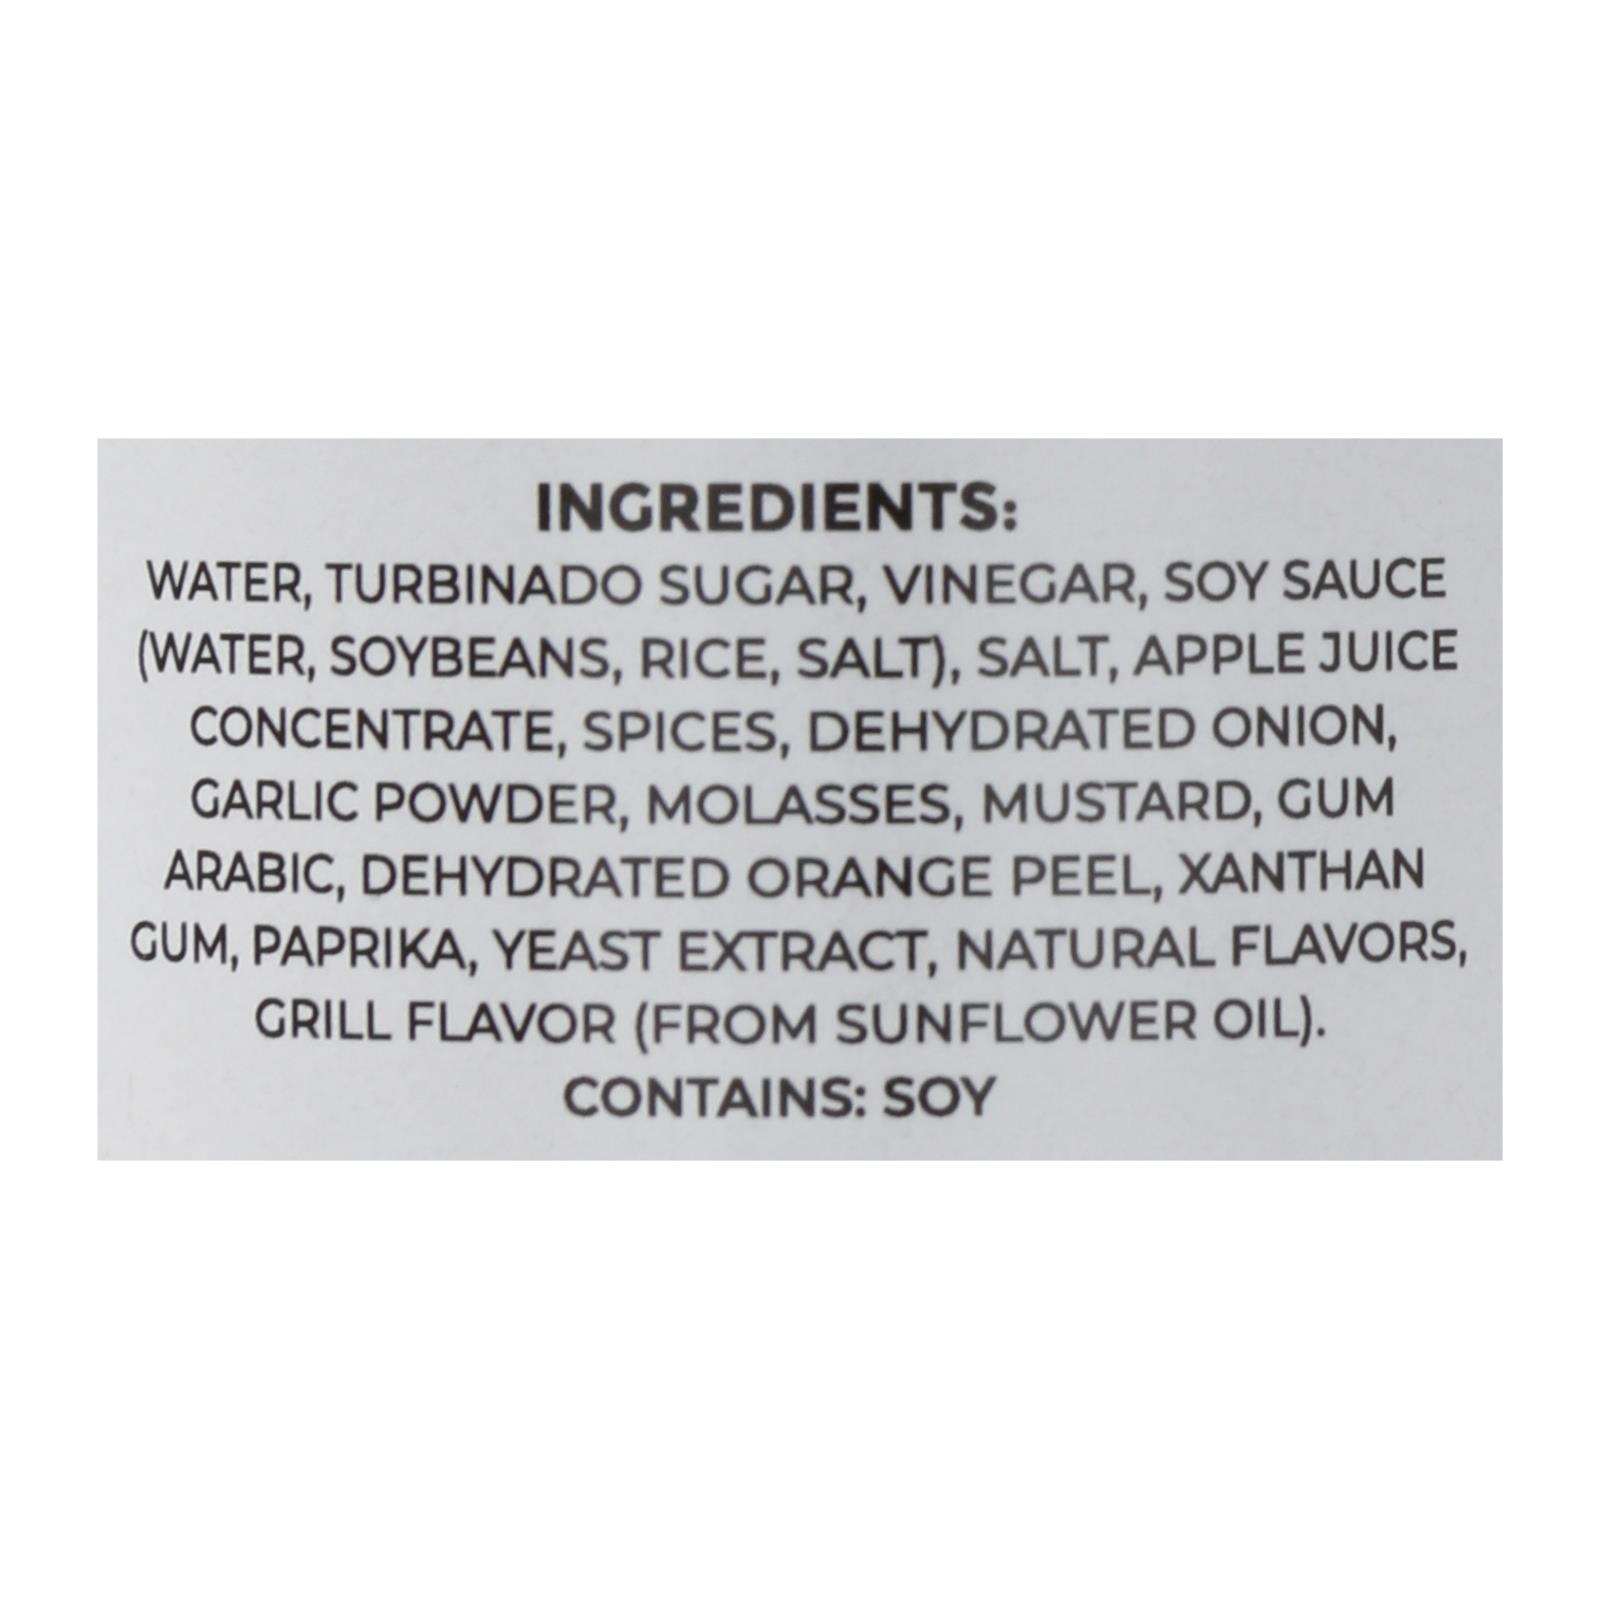 INGREDIENTS:
WATER, TURBINADO SUGAR, VINEGAR, SOY SAUCE
(WATER, SOYBEANS, RICE, SALT), SALT, APPLE JUICE
CONCENTRATE, SPICES, DEHYDRATED ONION,
GARLIC POWDER, MOLASSES, MUSTARD, GUM
ARABIC, DEHYDRATED ORANGE PEEL, XANTHAN
GUM, PAPRIKA, YEAST EXTRACT, NATURAL FLAVORS,
GRILL FLAVOR (FROM SUNFLOWER OIL).
CONTAINS: SOY